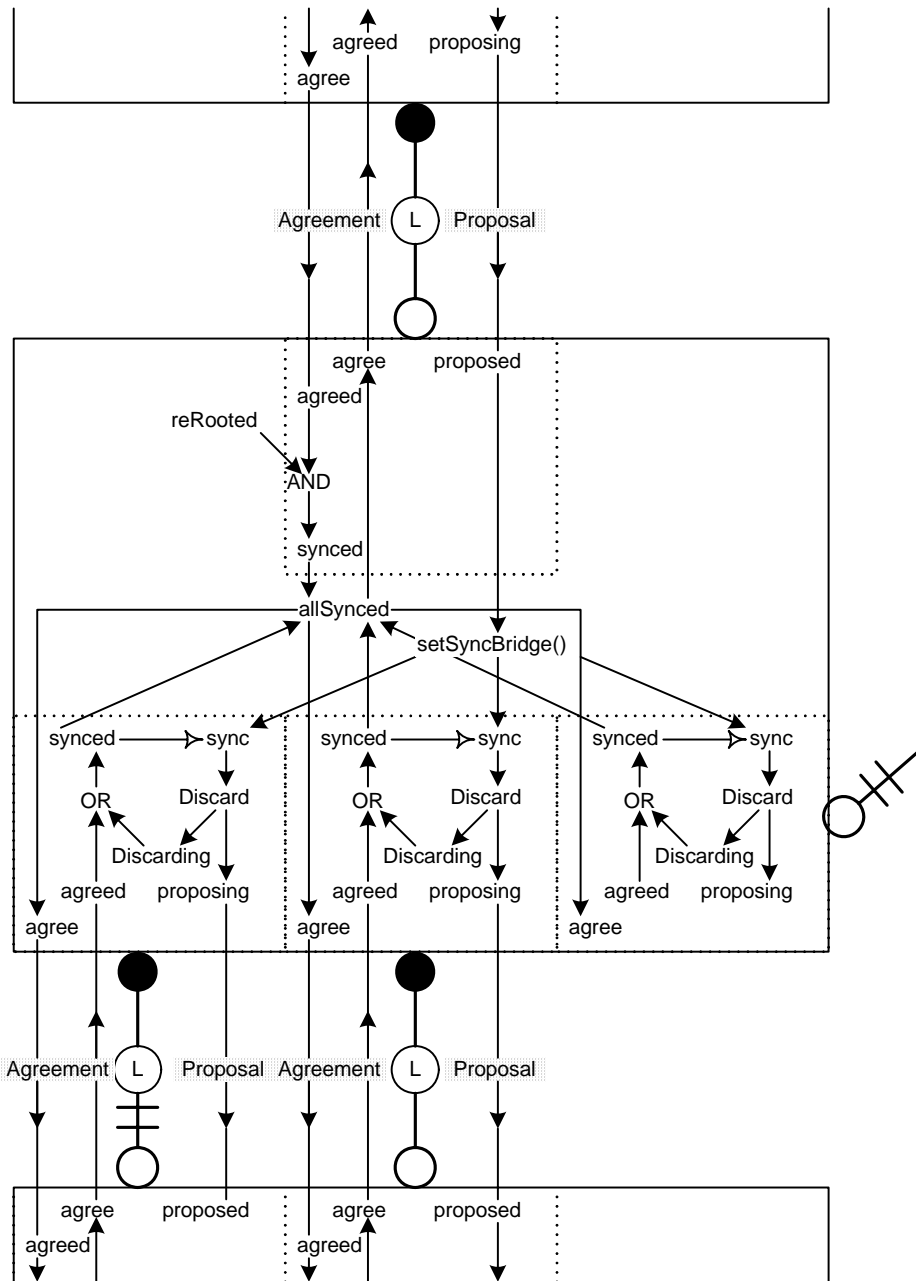 agreed proposing
agree
Agreement L Proposal
agree proposed
agreed
reRooted
AND
synced
allSynced
setSyncBridge()
synced sync synced sync synced sync
OR Discard OR Discard OR Discard
Discarding Discarding Discarding
agreed proposing agreed proposing agreed proposing
agree agree agree
Agreement L Proposal Agreement L Proposal
agree proposed agree proposed
agreed agreed